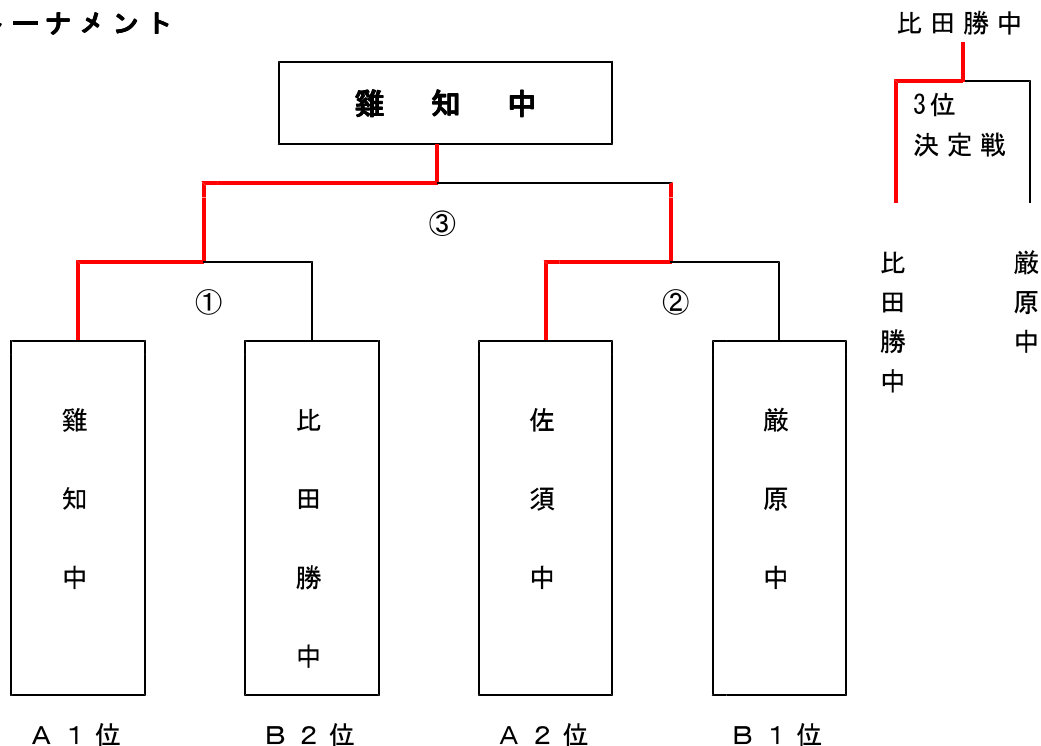 トーナメント
比田勝中
雞知中
3位
決定戦
③
①
②
比田勝中
厳原中
雞知中
比田勝中
佐須中
厳原中
A1位
B2位
A2位
B1位